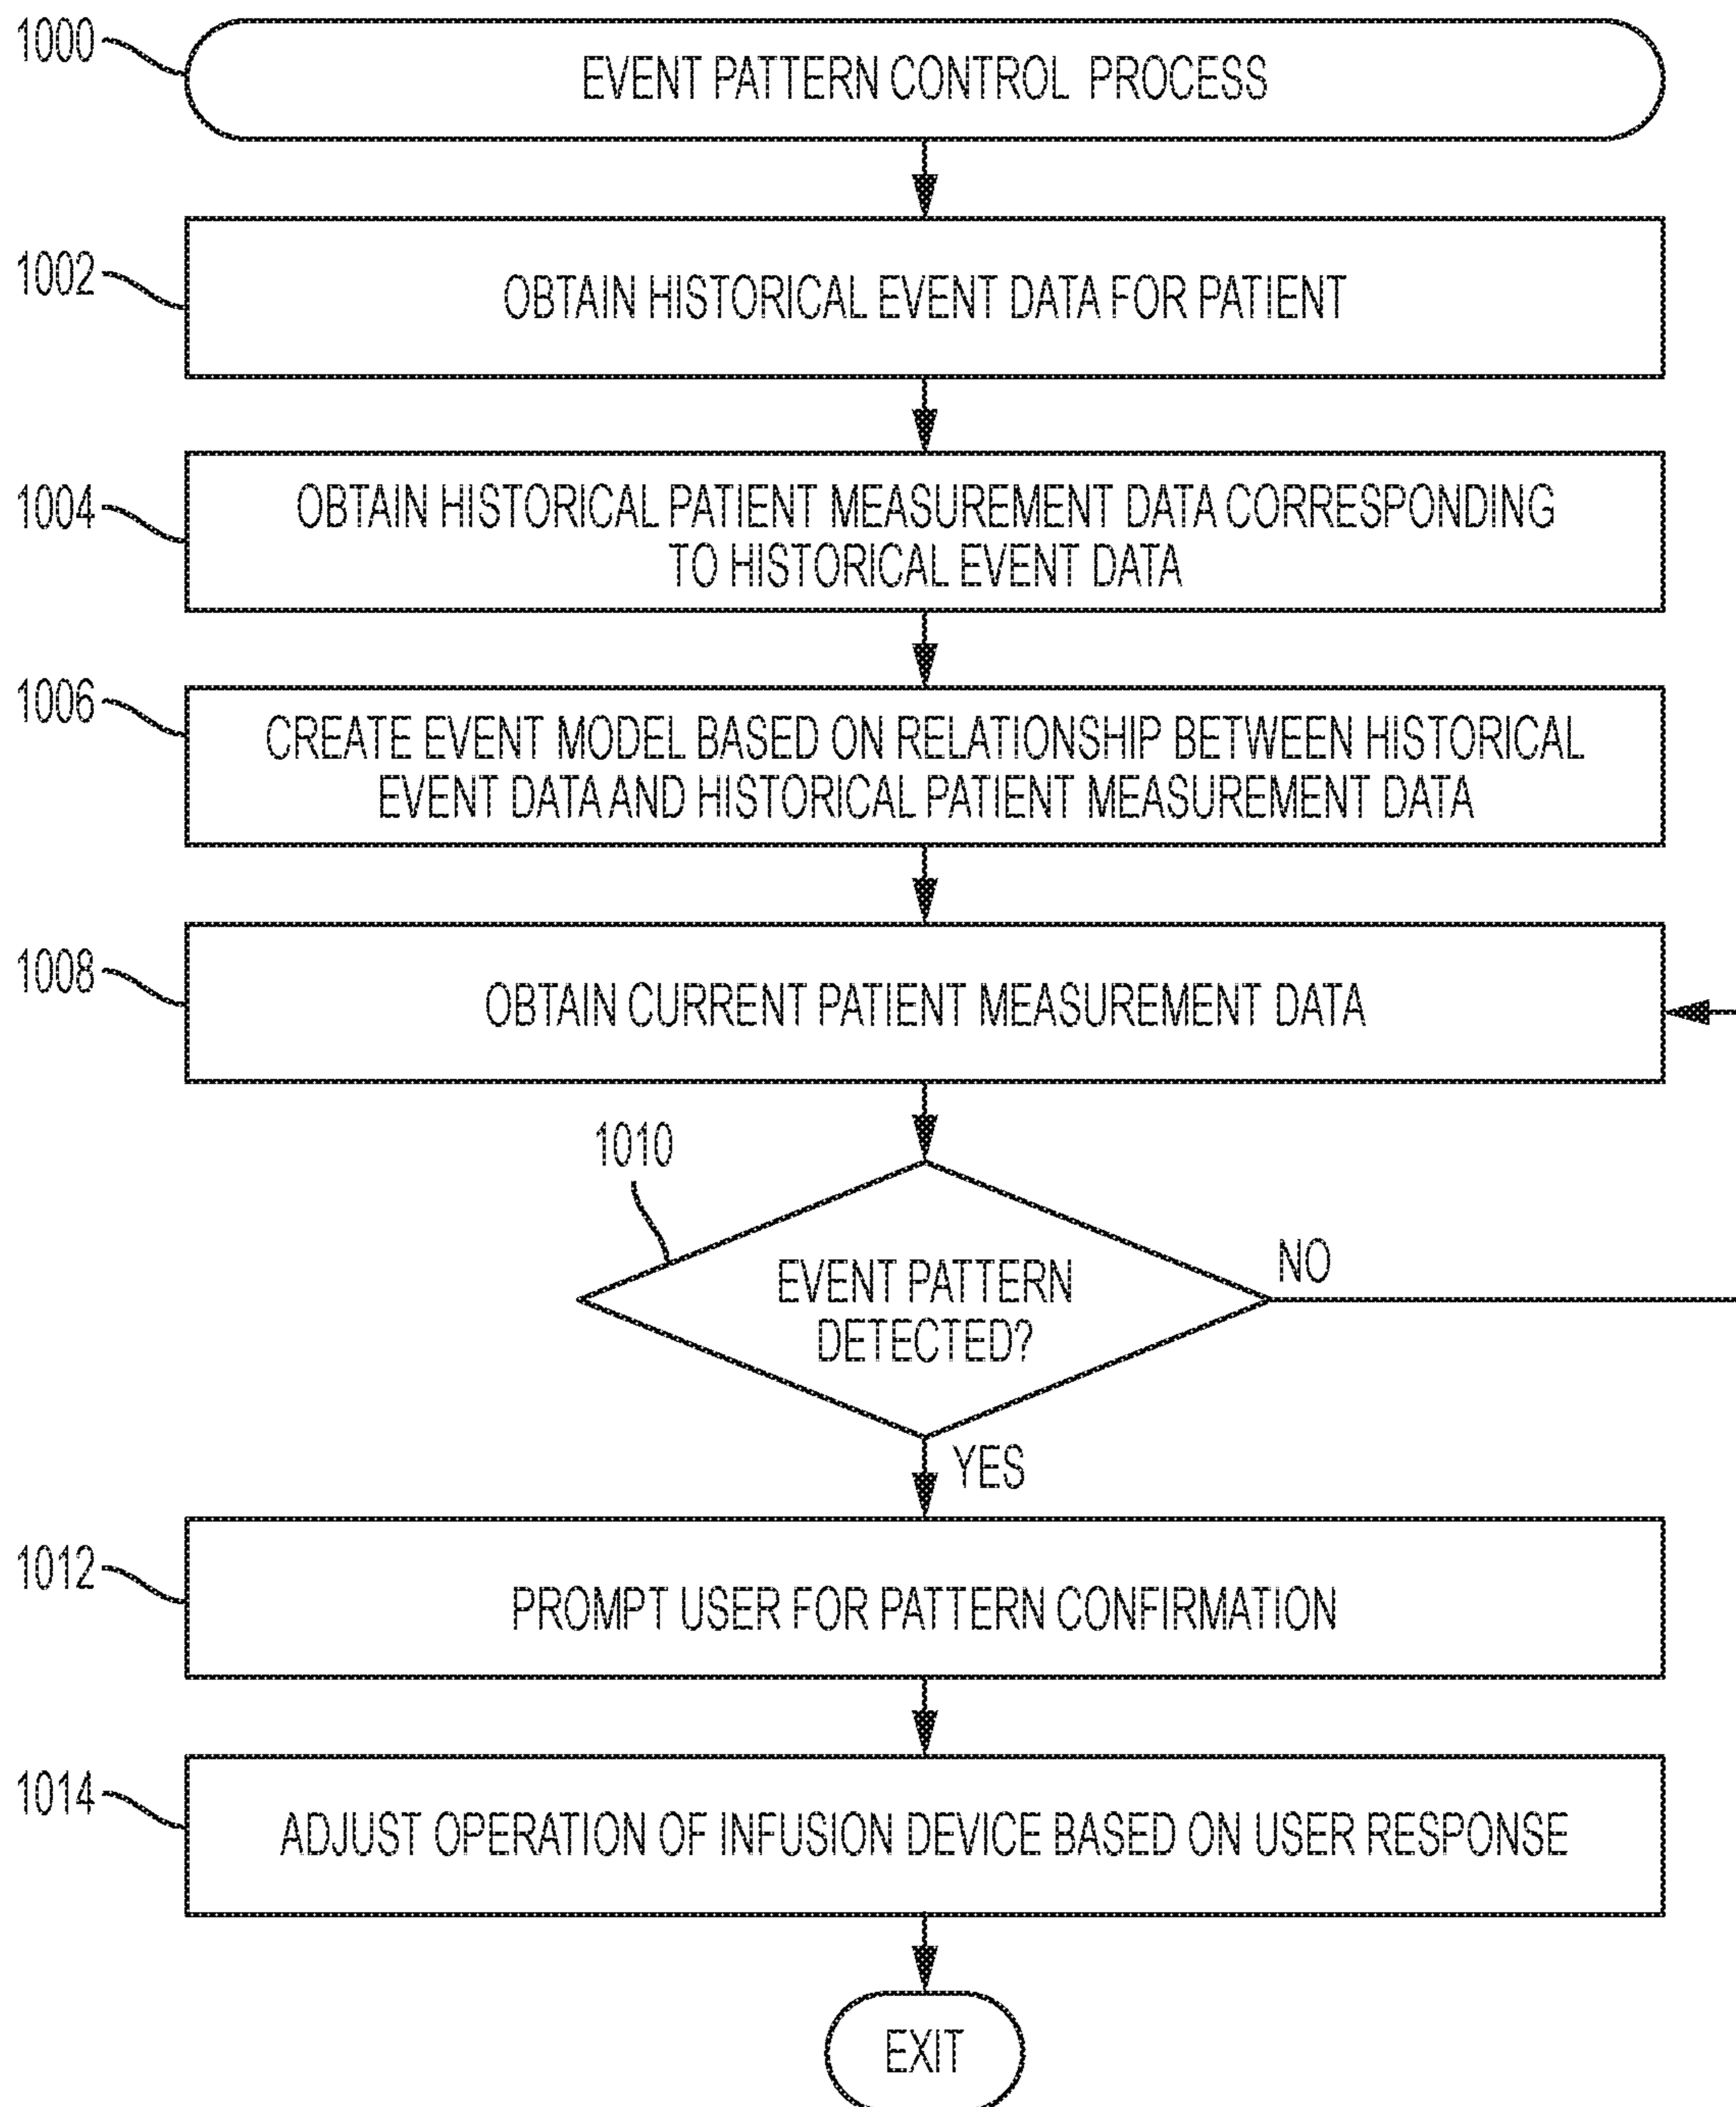 1000
EVENT PATTERN CONTROL PROCESS
1002
OBTAIN HISTORICAL EVENT DATA FOR PATIENT
1004
OBTAIN HISTORICAL PATIENT MEASUREMENT DATA CORRESPONDING
TO HISTORICAL EVENT DATA
1006
CREATE EVENT MODEL BASED ON RELATIONSHIP BETWEEN HISTORICAL
EVENT DATA AND HISTORICAL PATIENT MEASUREMENT DATA
1008
OBTAIN CURRENT PATIENT MEASUREMENT DATA
1010
EVENT PATTERN
DETECTED?
NO
YES
1012
PROMPT USER FOR PATTERN CONFIRMATION
1014
ADJUST OPERATION OF INFUSION DEVICE BASED ON USER RESPONSE
EXIT